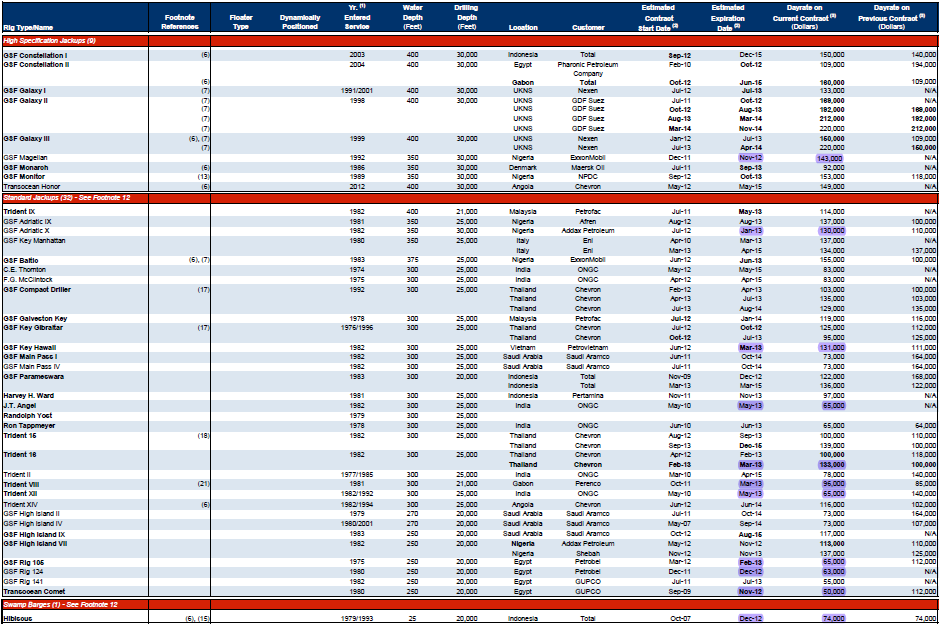 Rig Type/Name Footnote References Floater Type Dynamically Positioned Yr. (1) Entered Service Water Depth (Feet) Drilling Depth (Feet) Location Customer Estimated Contract Start Date (2) Estimated Expiration Date (2) Dayrate on Current Contract (3) (Dollars) Dayrate on Previous Contract (3) (Dollars)
High Specification Jackups (9)
GSF Constellation I (6) 2003 400 30,000 Indonesia Total Sep-12 Dec-15 150,000 140,000
GSF Constellation II 2004 400 30,000 Egypt Pharonic Petroleum Company Feb-10 Oct-12 109,000 194,000
(6) Gabon Total Oct-12 Jun-15 160,000 109,000
GSF Galaxy I (7) 1991/2001 400 30,000 UKNS Nexen Jul-12 Jul-13 133,000 N/A
GSF Galaxy II (7) 1998 400 30,000 UKNS GDF Suez Jul-11 Oct-12 168,000 N/A
(7) UKNS GDF Suez Oct-12 Aug-13 192,000 168,000
(7) UKNS GDF Suez Aug-13 Mar-14 212,000 192,000
(7) UKNS GDF Suez Mar-14 Nov-14 220,000 212,000
GSF Galaxy III (6), (7) 1999 400 30,000 UKNS Nexen Jan-12 Jul-13 160,000 109,000
(7) UKNS Nexen Jul-13 Apr-14 220,000 160,000
GSF Magellan 1992 350 30,000 Nigeria ExxonMobil Dec-11 Nov-12 143,000 N/A
GSF Monarch (6) 1986 350 30,000 Denmark Maersk Oil Jul-11 Sep-13 92,000 N/A
GSF Monitor (13) 1989 350 30,000 Nigeria NPDC Sep-12 Oct-13 153,000 118,000
Transocean Honor (6) 2012 400 30,000 Angola Chevron May-12 May-15 149,000 N/A
Standard Jackups (32) - See Footnote 12
Trident IX 1982 400 21,000 Malaysia Petrofac Jul-11 May-13 114,000 N/A
GSF Adriatic IX 1981 350 25,000 Nigeria Afren Aug-12 Aug-13 137,000 100,000
GSF Adriatic X 1982 350 30,000 Nigeria Addax Petroleum Jul-12 Jan-13 130,000 110,000
GSF Key Manhattan 1980 350 25,000 Italy Eni Apr-10 Mar-13 137,000 N/A
Italy Eni Mar-13 Apr-15 134,000 137,000
GSF Baltic (6), (7) 1983 375 25,000 Nigeria ExxonMobil Jun-12 Jun-13 155,000 100,000
C.E. Thornton 1974 300 25,000 India ONGC May-12 May-15 83,000 N/A
F.G. McClintock 1975 300 25,000 India ONGC Apr-12 Apr-15 83,000 N/A
GSF Compact Driller (17) 1992 300 25,000 Thailand Chevron Feb-12 Apr-13 103,000 100,000
Thailand Chevron Apr-13 Jul-13 135,000 103,000
Thailand Chevron Jul-13 Aug-14 129,000 135,000
GSF Galveston Key 1978 300 25,000 Malaysia Petrofac Jul-12 Jan-14 119,000 116,000
GSF Key Gibraltar (17) 1976/1996 300 25,000 Thailand Chevron Jul-12 Oct-12 125,000 112,000
Thailand Chevron Oct-12 Jul-13 95,000 125,000
GSF Key Hawaii 1982 300 25,000 Vietnam Petrovietnam Jun-12 Mar-13 131,000 111,000
GSF Main Pass I 1982 300 25,000 Saudi Arabia Saudi Aramco Jun-11 Oct-14 73,000 164,000
GSF Main Pass IV 1982 300 25,000 Saudi Arabia Saudi Aramco Jul-11 Oct-14 73,000 164,000
GSF Parameswara 1983 300 20,000 Indonesia Total Nov-09 Dec-12 122,000 168,000
Indonesia Total Mar-13 Mar-15 136,000 122,000
Harvey H. Ward 1981 300 25,000 Indonesia Pertamina Nov-11 Nov-13 97,000 N/A
J.T. Angel 1982 300 25,000 India ONGC May-10 May-13 65,000 N/A
Randolph Yost 1979 300 25,000
Ron Tappmeyer 1978 300 25,000 India ONGC Jun-10 Jun-13 65,000 64,000
Trident 15 (18) 1982 300 25,000 Thailand Chevron Aug-12 Sep-13 100,000 110,000
Thailand Chevron Sep-13 Dec-15 139,000 100,000
Trident 16 1982 300 25,000 Thailand Chevron Apr-12 Feb-13 100,000 118,000
Thailand Chevron Feb-13 Mar-13 133,000 100,000
Trident II 1977/1985 300 25,000 India ONGC Mar-10 Apr-15 78,000 140,000
Trident VIII (21) 1981 300 21,000 Gabon Perenco Oct-11 Mar-13 96,000 85,000
Trident XII 1982/1992 300 25,000 India ONGC May-10 May-13 65,000 140,000
Trident XIV (6) 1982/1994 300 20,000 Angola Chevron Jun-12 Jun-14 116,000 102,000
GSF High Island II 1979 270 20,000 Saudi Arabia Saudi Aramco Jul-11 Oct-14 73,000 164,000
GSF High Island IV 1980/2001 270 20,000 Saudi Arabia Saudi Aramco May-07 Sep-14 73,000 107,000
GSF High Island IX 1983 250 20,000 Saudi Arabia Saudi Aramco Oct-12 Aug-15 117,000 N/A
GSF High Island VII 1982 250 20,000 Nigeria Addax Petroleum May-12 Nov-12 113,000 110,000
Nigeria Shebah Nov-12 Nov-13 137,000 125,000
GSF Rig 105 1975 250 20,000 Egypt Petrobel Mar-12 Feb-13 65,000 112,000
GSF Rig 124 1980 250 20,000 Egypt Petrobel Dec-11 Dec-12 63,000 N/A
GSF Rig 141 1982 250 20,000 Egypt GUPCO Jul-11 Jul-13 55,000 N/A
Transocean Comet 1980 250 20,000 Egypt GUPCO Sep-09 Nov-12 50,000 112,000
Swamp Barges (1) - See Footnote 12
Hibiscus (6), (15) 1979/1993 25 20,000 Indonesia Total Oct-07 Dec-12 74,000 74,000